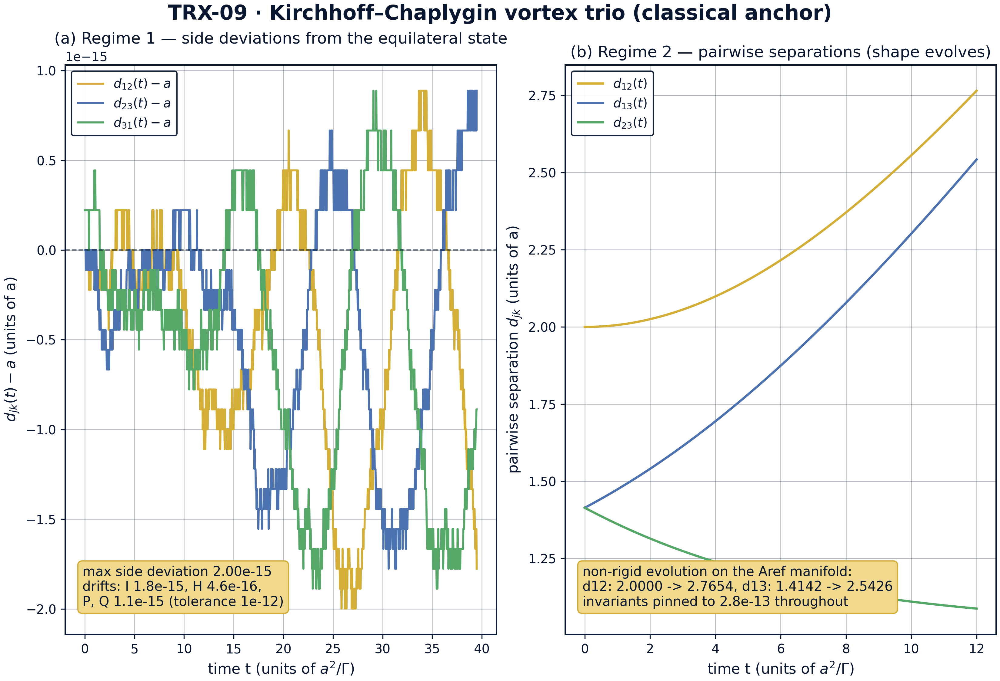 TRX-09 · Kirchhoff–Chaplygin vortex trio (classical anchor)
(a) Regime 1 — side deviations from the equilateral state
1e−15
d12(t) − a
d23(t) − a
d31(t) − a
1.0
0.5
0.0
−0.5
−1.0
−1.5
−2.0
djk(t) − a (units of a)
max side deviation 2.00e-15
drifts: I 1.8e-15, H 4.6e-16,
P, Q 1.1e-15 (tolerance 1e-12)
0 5 10 15 20 25 30 35 40
time t (units of a²/Γ)
(b) Regime 2 — pairwise separations (shape evolves)
d12(t)
d13(t)
d23(t)
2.75
2.50
2.25
2.00
1.75
1.50
1.25
pairwise separation djk (units of a)
non-rigid evolution on the Aref manifold:
d12: 2.0000 -> 2.7654, d13: 1.4142 -> 2.5426
invariants pinned to 2.8e-13 throughout
0 2 4 6 8 10 12
time t (units of a²/Γ)